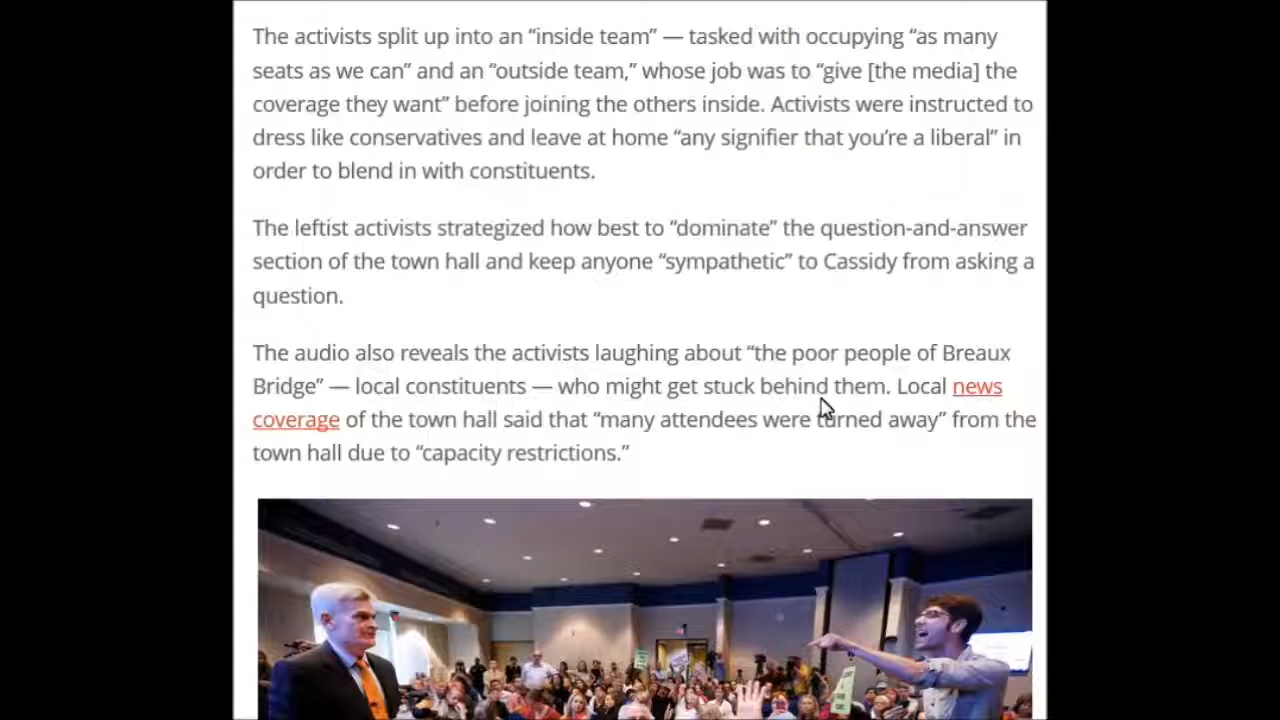 The activists split up into an “inside team” — tasked with occupying “as many
seats as we can” and an “outside team,” whose job was to “give [the media] the
coverage they want” before joining the others inside. Activists were instructed to
dress like conservatives and leave at home “any signifier that you’re a liberal” in
order to blend in with constituents.
The leftist activists strategized how best to “dominate” the question-and-answer
section of the town hall and keep anyone “sympathetic” to Cassidy from asking a
question.
The audio also reveals the activists laughing about “the poor people of Breaux
Bridge” — local constituents — who might get stuck behind them. Local news
coverage of the town hall said that “many attendees were turned away” from the
town hall due to “capacity restrictions.”